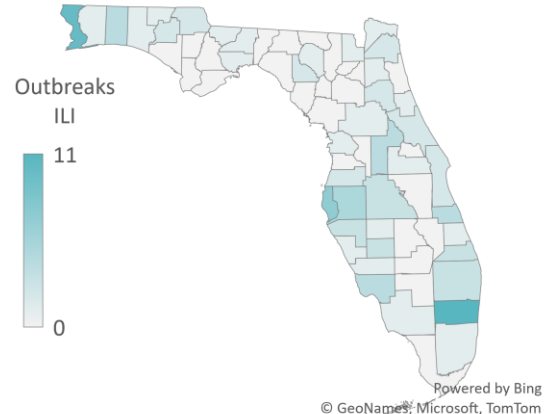 Outbreaks
ILI
11
0
Powered by Bing
© GeoNames, Microsoft, TomTom